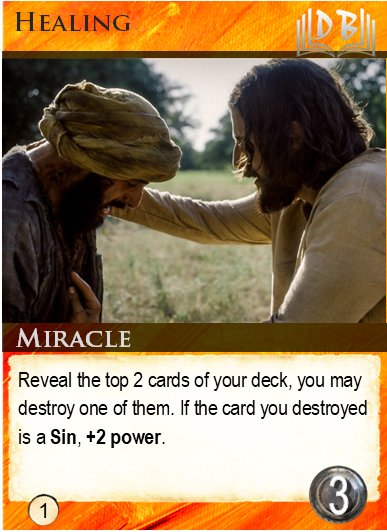 HEALING
DB
MIRACLE
Reveal the top 2 cards of your deck, you may
destroy one of them. If the card you destroyed
is a Sin, +2 power.
1
3